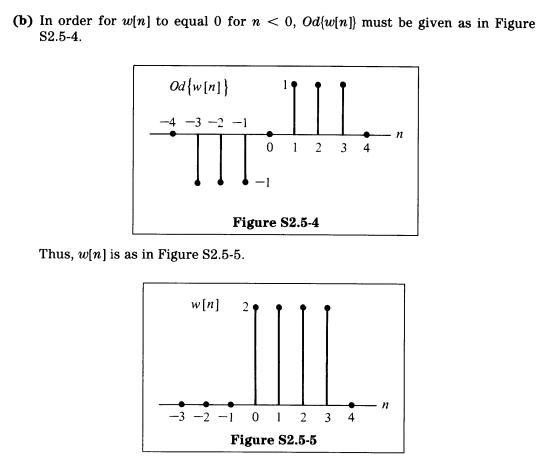 (b) In order for w[n] to equal 0 for n < 0, Od{w[n]} must be given as in Figure
S2.5-4.
Od{w[n]}
1
-4 -3 -2 -1
n
0 1 2 3 4
-1
Figure S2.5-4
Thus, w[n] is as in Figure S2.5-5.
w[n] 2
n
-3 -2 -1 0 1 2 3 4
Figure S2.5-5